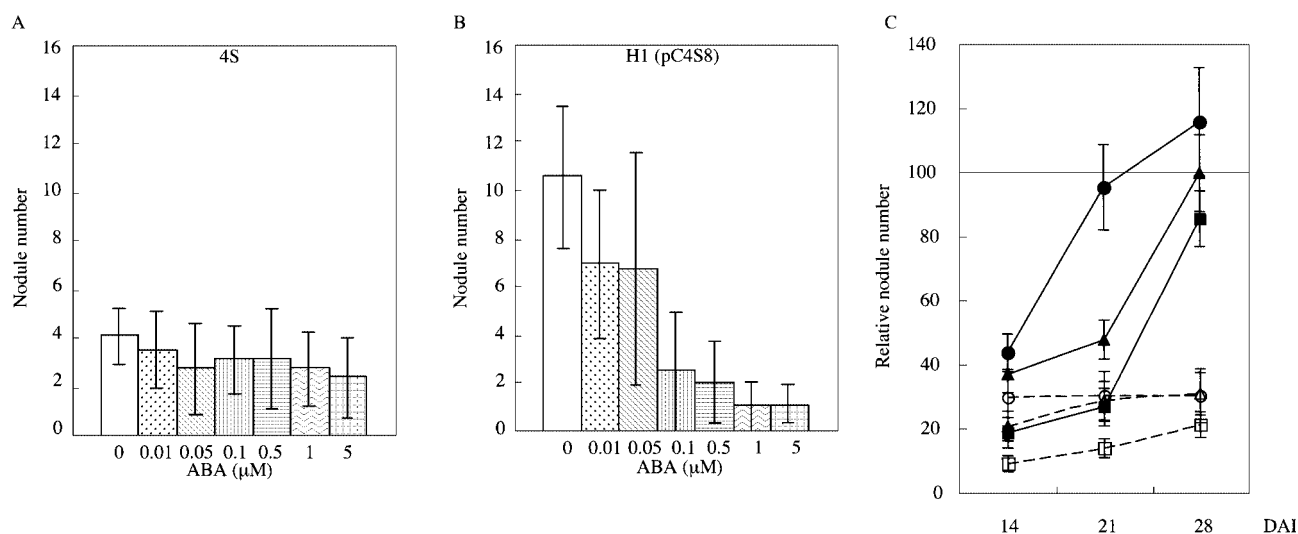 A
4S
16
14
12
10
8
6
4
2
0
Nodule number
0 0.01 0.05 0.1 0.5 1 5
ABA (μM)
B
H1 (pC4S8)
16
14
12
10
8
6
4
2
0
Nodule number
0 0.01 0.05 0.1 0.5 1 5
ABA (μM)
C
140
120
100
80
60
40
20
0
Relative nodule number
14 21 28 DAI